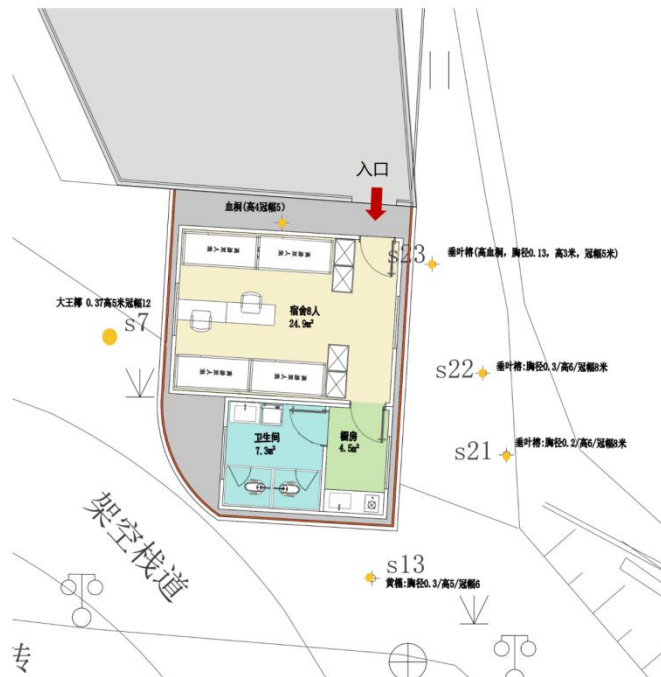 入口
血桐(高4冠幅5)
s23
垂叶榕(高血桐, 胸径0.13, 高3米, 冠幅5米)
大王椰 0.37高5米冠幅12
s7
宿舍8人
24.9m²
s22
垂叶榕:胸径0.3/高6/冠幅8米
s21
垂叶榕:胸径0.2/高6/冠幅8米
卫生间
7.3m²
橱房
4.5m²
架空栈道
s13
黄槿:胸径0.3/高5/冠幅6